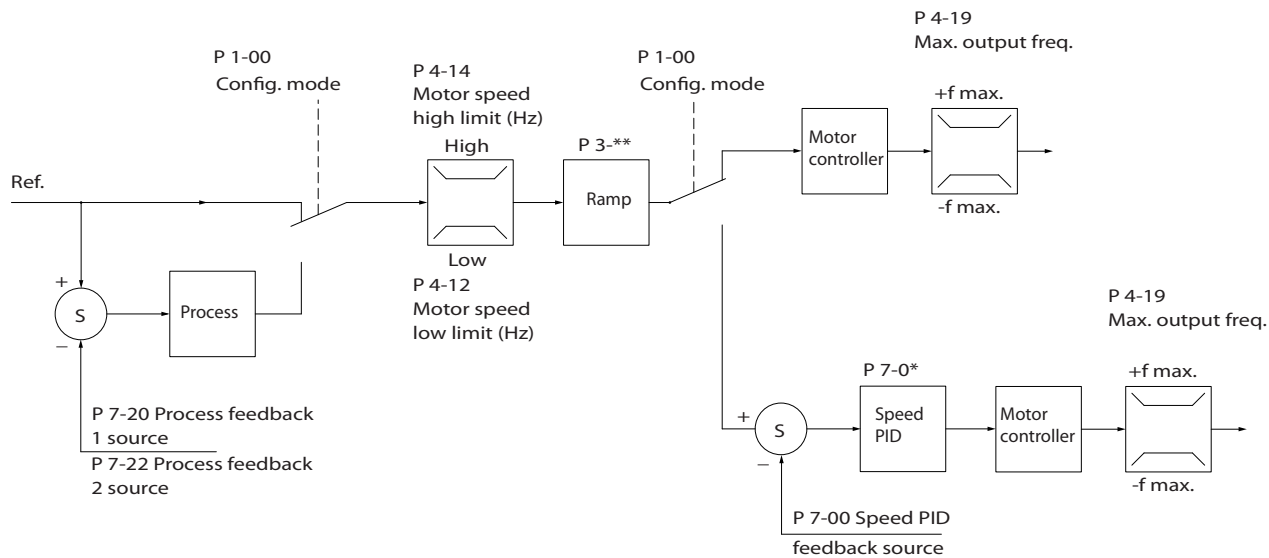 P 4-19
Max. output freq.
P 1-00
Config. mode
P 4-14
Motor speed
high limit (Hz)
High
P 1-00
Config. mode
+f max.
Ref.
P 3-**
Ramp
Motor
controller
-f max.
Low
P 4-12
Motor speed
low limit (Hz)
+
S
–
Process
P 7-20 Process feedback
1 source
P 7-22 Process feedback
2 source
P 4-19
Max. output freq.
P 7-0*
+f max.
+
S
–
Speed
PID
Motor
controller
-f max.
P 7-00 Speed PID
feedback source